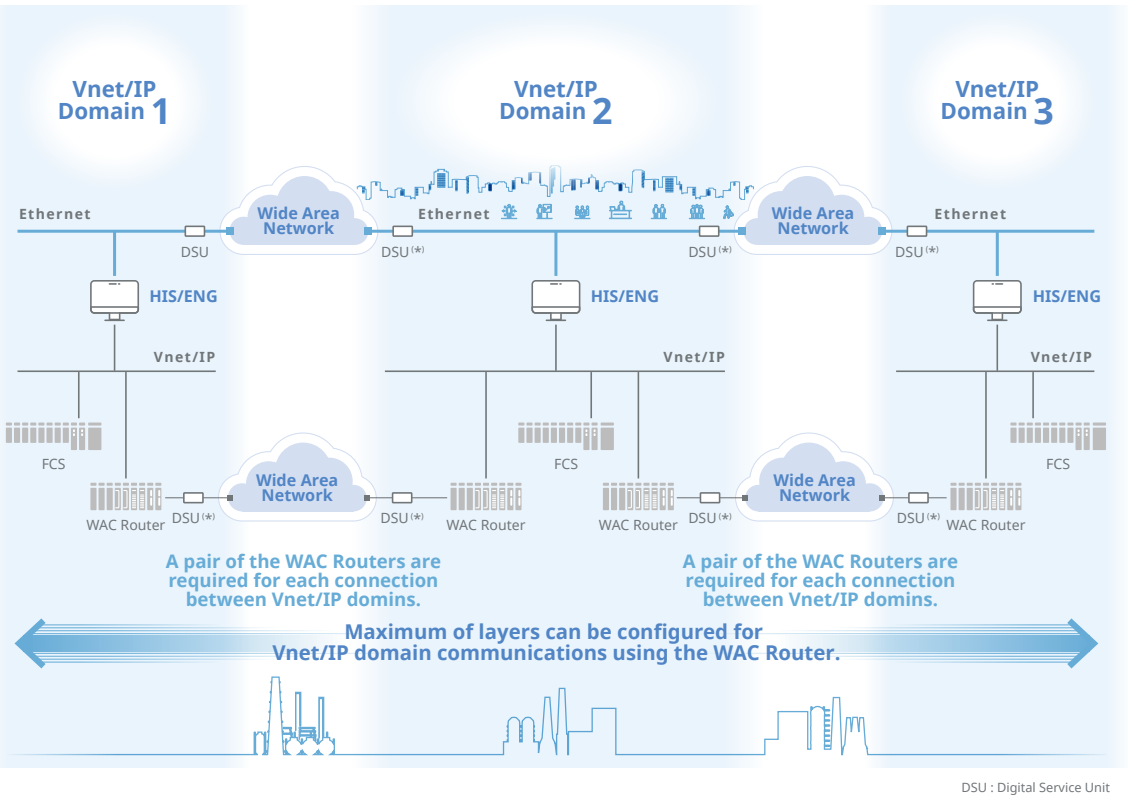 Vnet/IP
Domain 1
Vnet/IP
Domain 2
Vnet/IP
Domain 3
Ethernet
Wide Area
Network
Ethernet
Wide Area
Network
Ethernet
DSU
DSU(*)
DSU(*)
DSU(*)
HIS/ENG
HIS/ENG
HIS/ENG
Vnet/IP
Vnet/IP
Vnet/IP
FCS
FCS
FCS
Wide Area
Network
Wide Area
Network
WAC Router
DSU(*)
DSU(*)
WAC Router
WAC Router
DSU(*)
DSU(*)
WAC Router
A pair of the WAC Routers are
required for each connection
between Vnet/IP domins.
A pair of the WAC Routers are
required for each connection
between Vnet/IP domins.
Maximum of layers can be configured for
Vnet/IP domain communications using the WAC Router.
DSU : Digital Service Unit